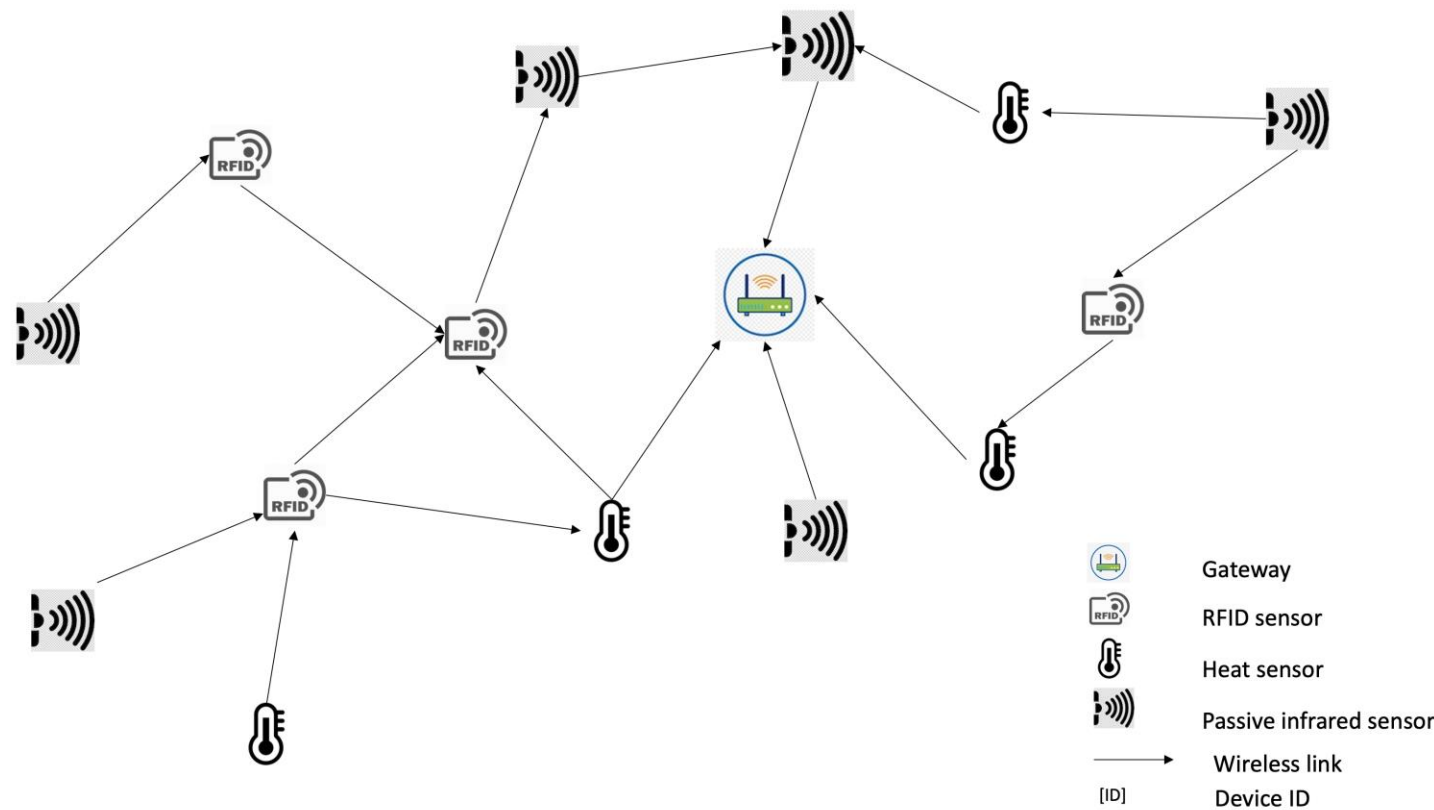 RFID
RFID
RFID
RFID
Gateway
RFID
RFID sensor
Heat sensor
Passive infrared sensor
Wireless link
[ID]
Device ID